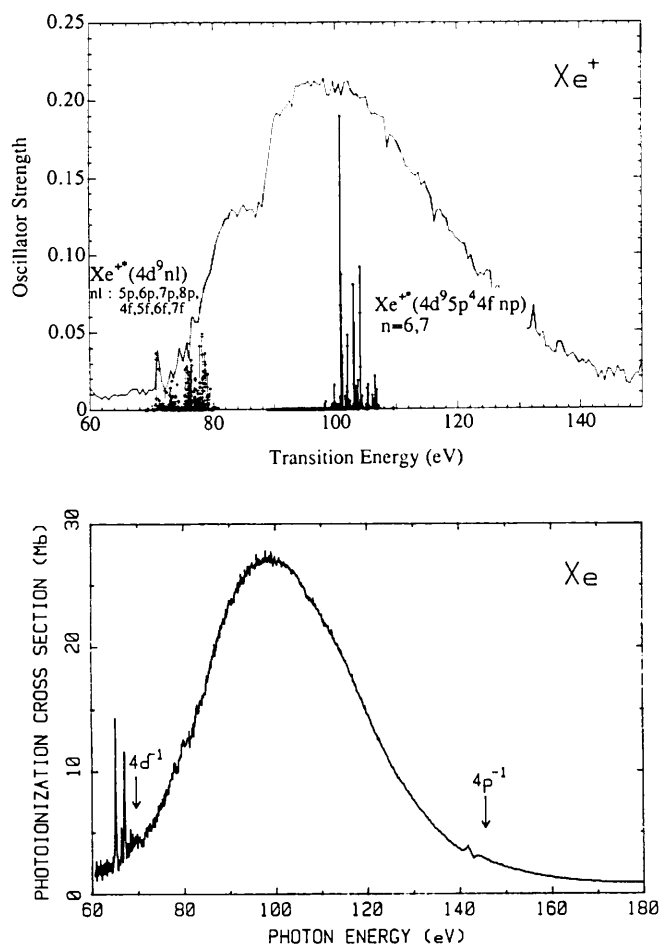 0.25
0.20
0.15
0.10
0.05
0
Oscillator Strength
Xe⁺
Xe⁺*(4d⁹nl)
nl : 5p,6p,7p,8p,
4f,5f,6f,7f
Xe⁺*(4d⁹5p⁴4f np)
n=6,7
60 80 100 120 140
Transition Energy (eV)
30
20
10
0
PHOTOIONIZATION CROSS SECTION (Mb)
Xe
4d⁻¹
4p⁻¹
60 80 100 120 140 160 180
PHOTON ENERGY (eV)